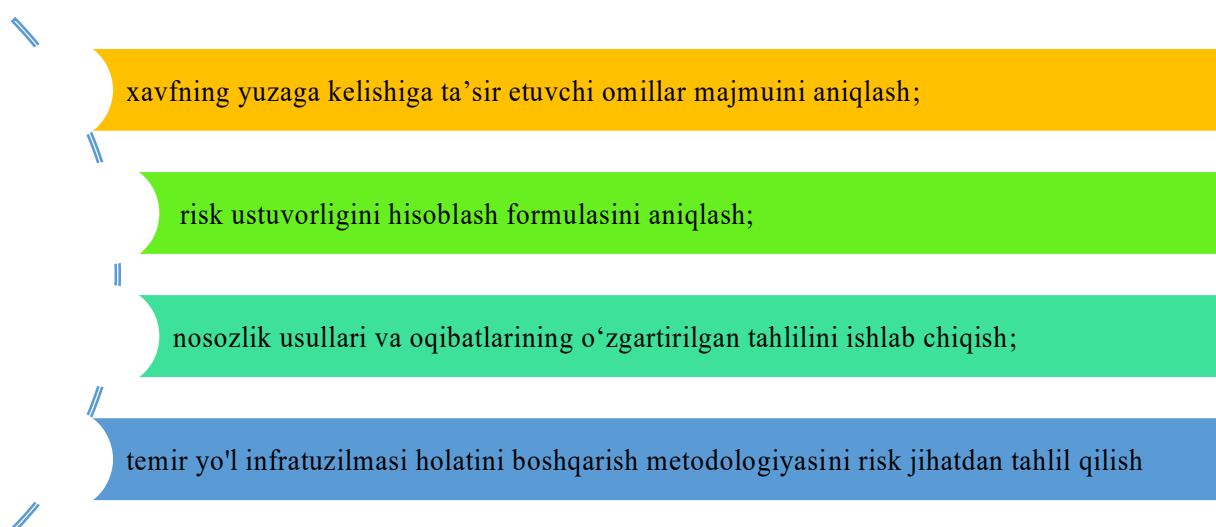 xavfning yuzaga kelishiga ta’sir etuvchi omillar majmuini aniqlash;
risk ustuvorligini hisoblash formulasini aniqlash;
nosozlik usullari va oqibatlarining o‘zgartirilgan tahlilini ishlab chiqish;
temir yo'l infratuzilmasi holatini boshqarish metodologiyasini risk jihatdan tahlil qilish